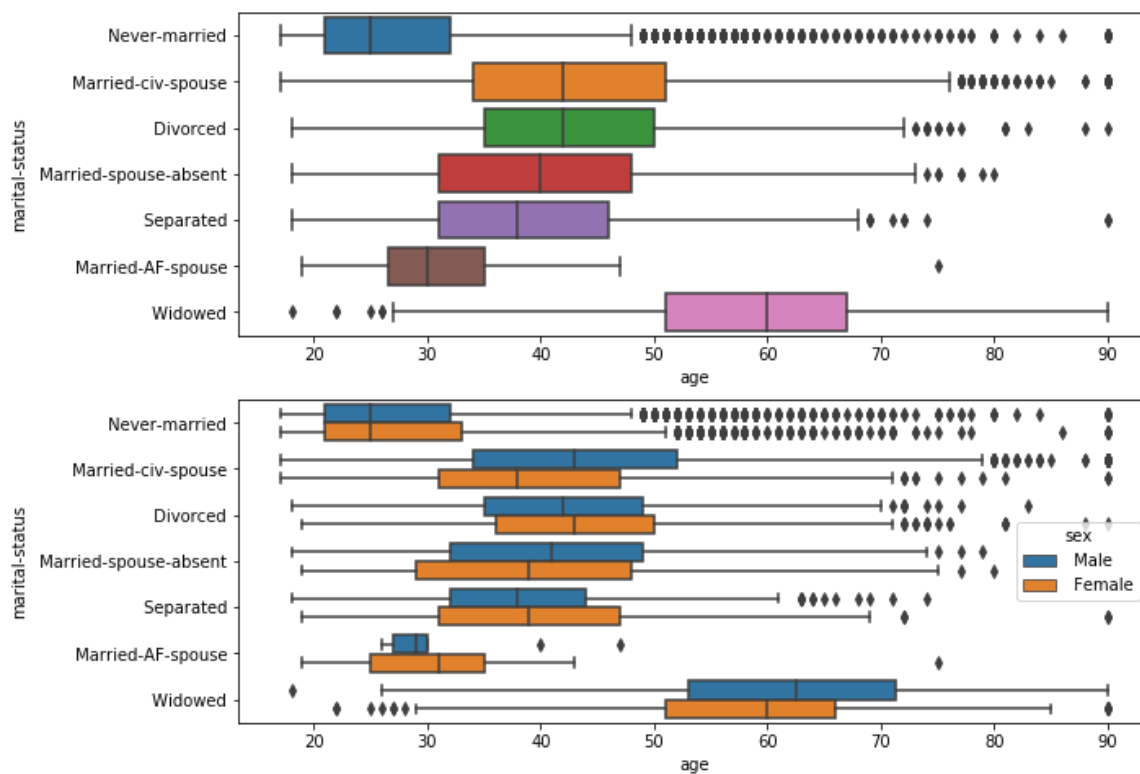 marital-status
Never-married
Married-civ-spouse
Divorced
Married-spouse-absent
Separated
Married-AF-spouse
Widowed
20 30 40 50 60 70 80 90
age
marital-status
Never-married
Married-civ-spouse
Divorced
Married-spouse-absent
Separated
Married-AF-spouse
Widowed
sex
Male
Female
20 30 40 50 60 70 80 90
age